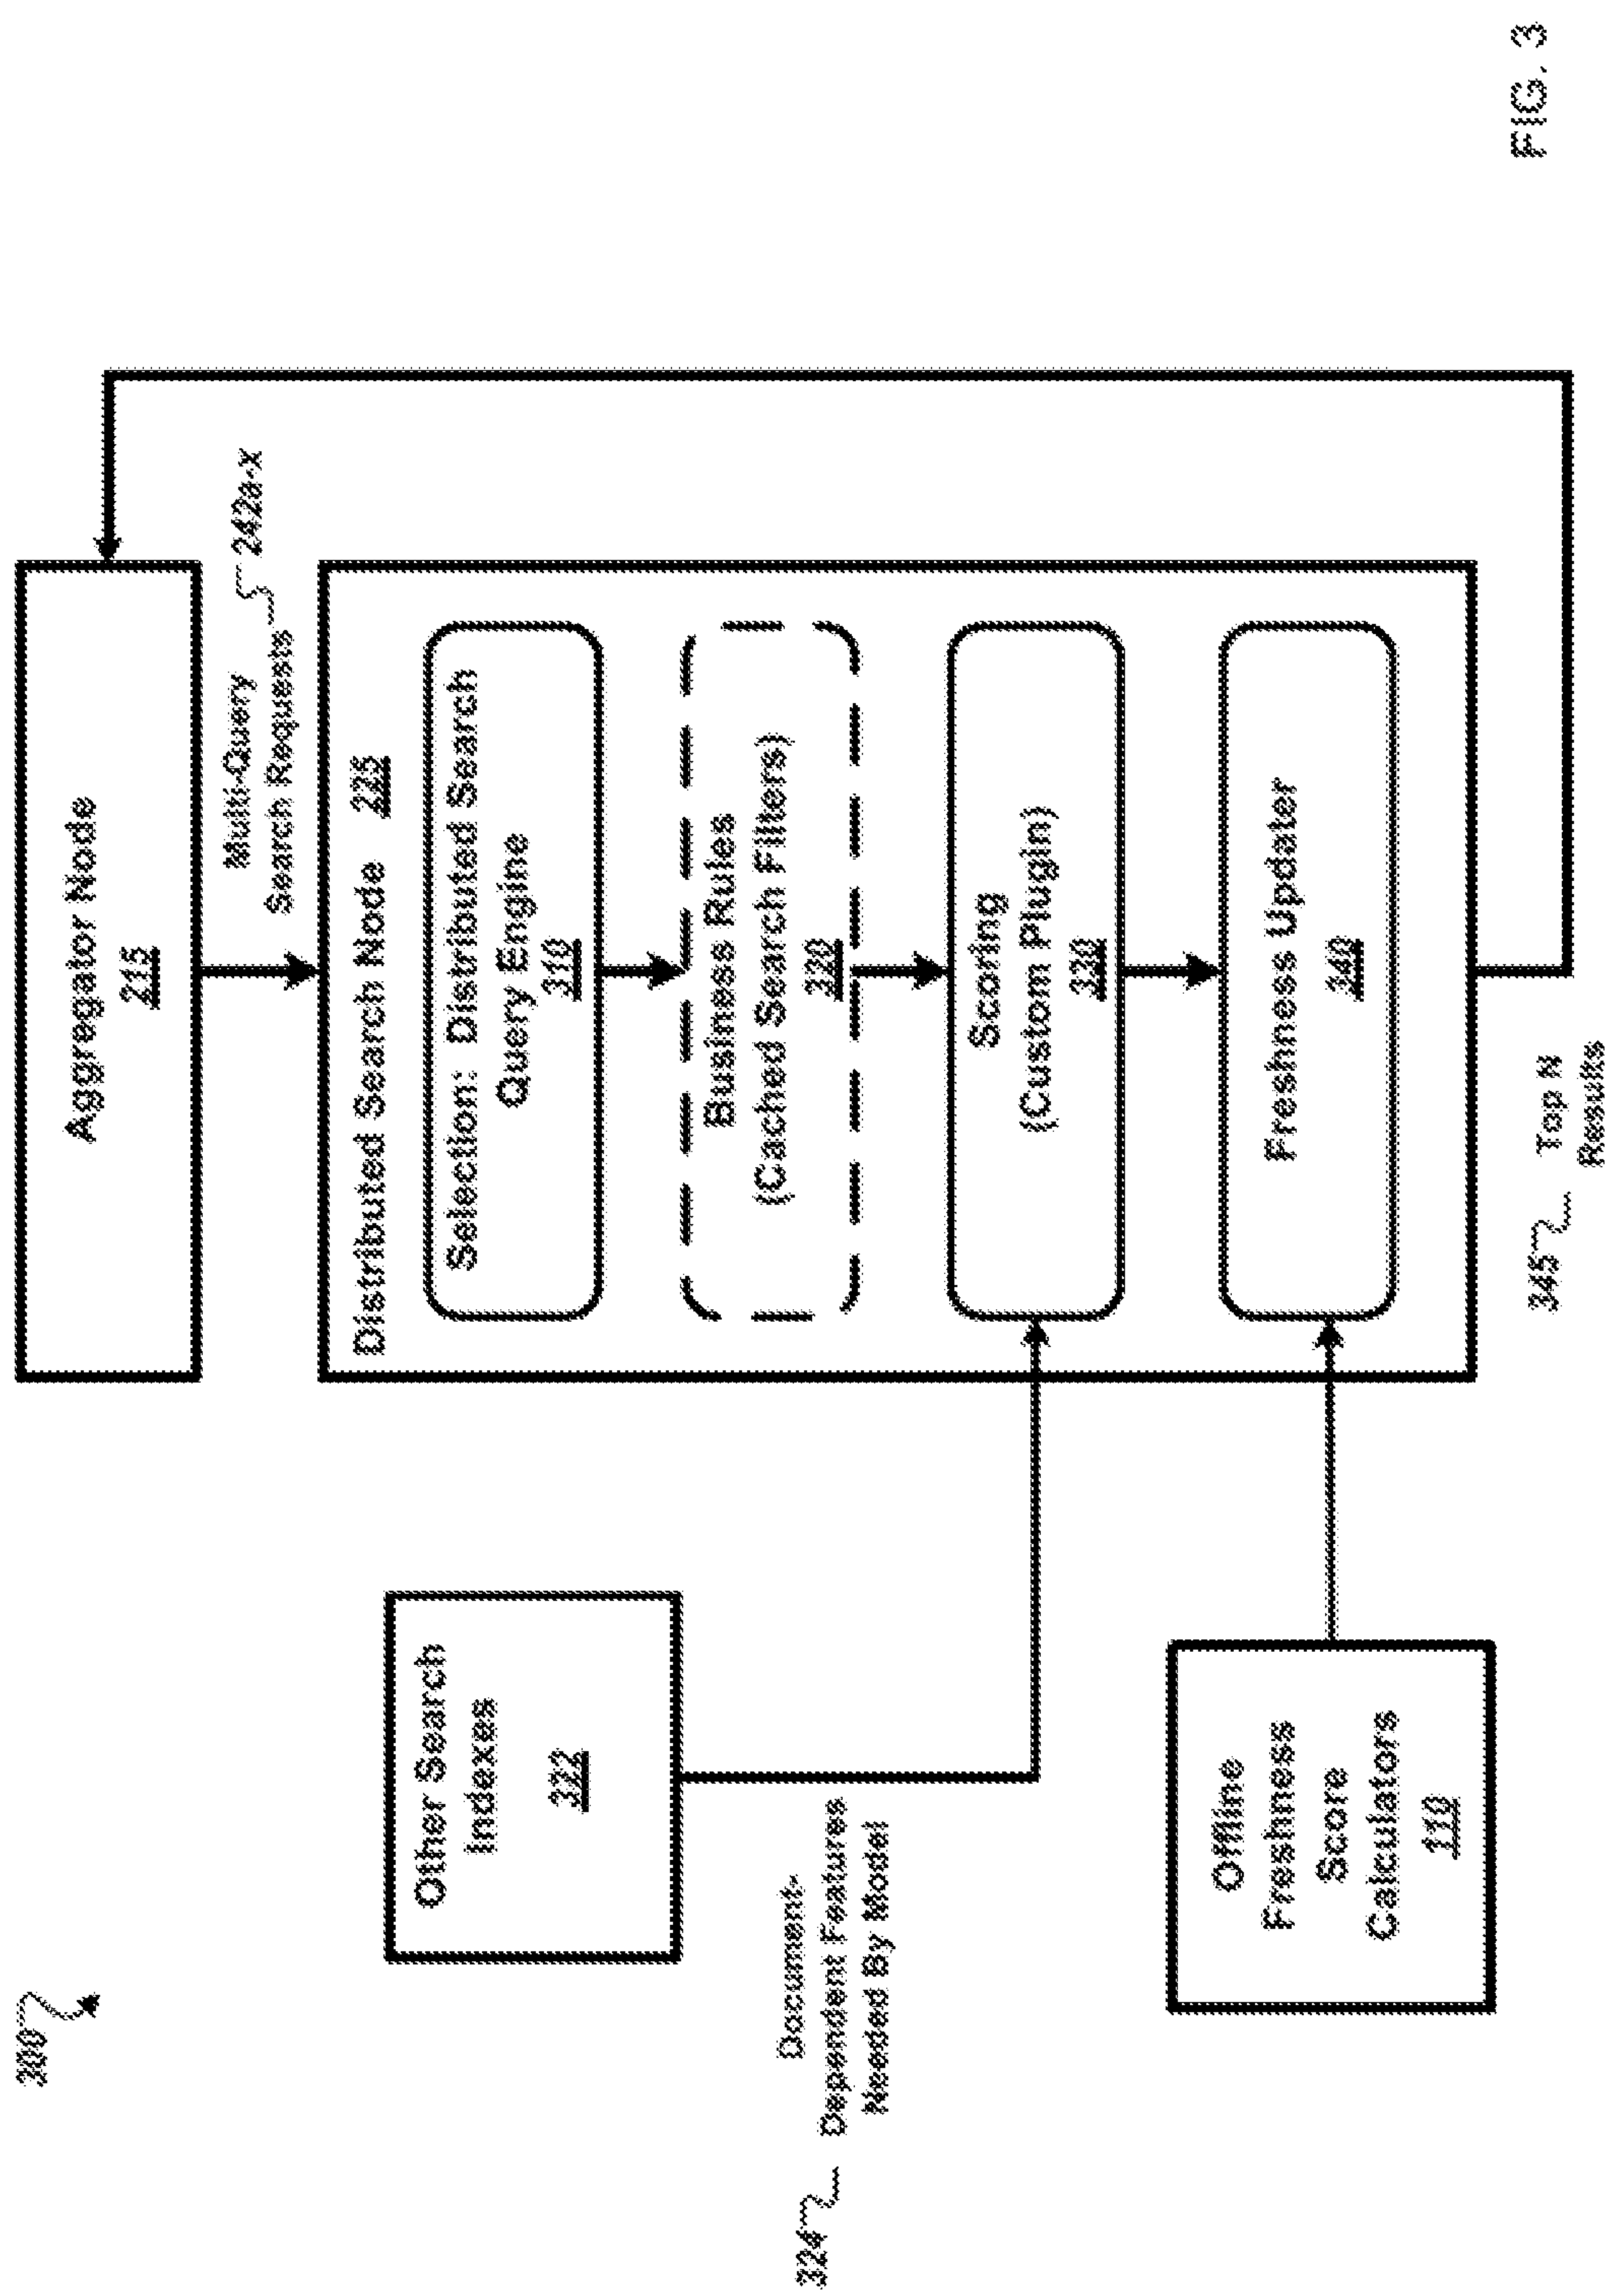 300
Aggregator Node
215
Multi-Query
Search Requests
242a-x
Distributed Search Node 225
Selection: Distributed Search
Query Engine
310
Business Rules
(Cached Search Filters)
320
Scoring
(Custom Plugin)
330
Freshness Updater
340
Other Search
Indexes
322
324
Document-
Dependent Features
Needed By Model
Offline
Freshness
Score
Calculators
110
345
Top N
Results
FIG. 3